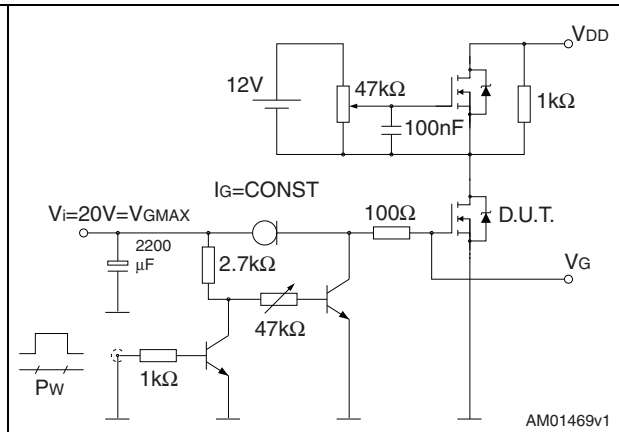 VDD
12V
47kΩ
1kΩ
100nF
IG=CONST
Vi=20V=VGMAX
100Ω
D.U.T.
2200
μF
2.7kΩ
VG
47kΩ
1kΩ
PW
AM01469v1